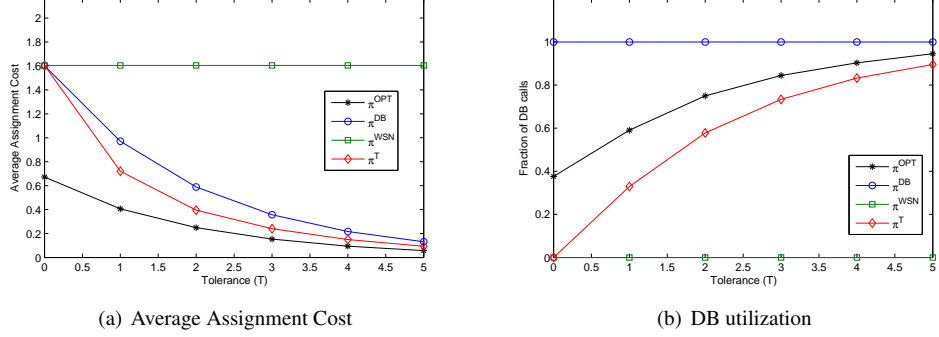 2
1.8
1.6
1.4
1.2
1
0.8
0.6
0.4
0.2
0
0 0.5 1 1.5 2 2.5 3 3.5 4 4.5 5
Tolerance (T)
Average Assignment Cost
π^OPT
π^DB
π^WSN
π^T
(a) Average Assignment Cost
1
0.8
0.6
0.4
0.2
0
0 0.5 1 1.5 2 2.5 3 3.5 4 4.5 5
Tolerance (T)
Fraction of DB calls
π^OPT
π^DB
π^WSN
π^T
(b) DB utilization